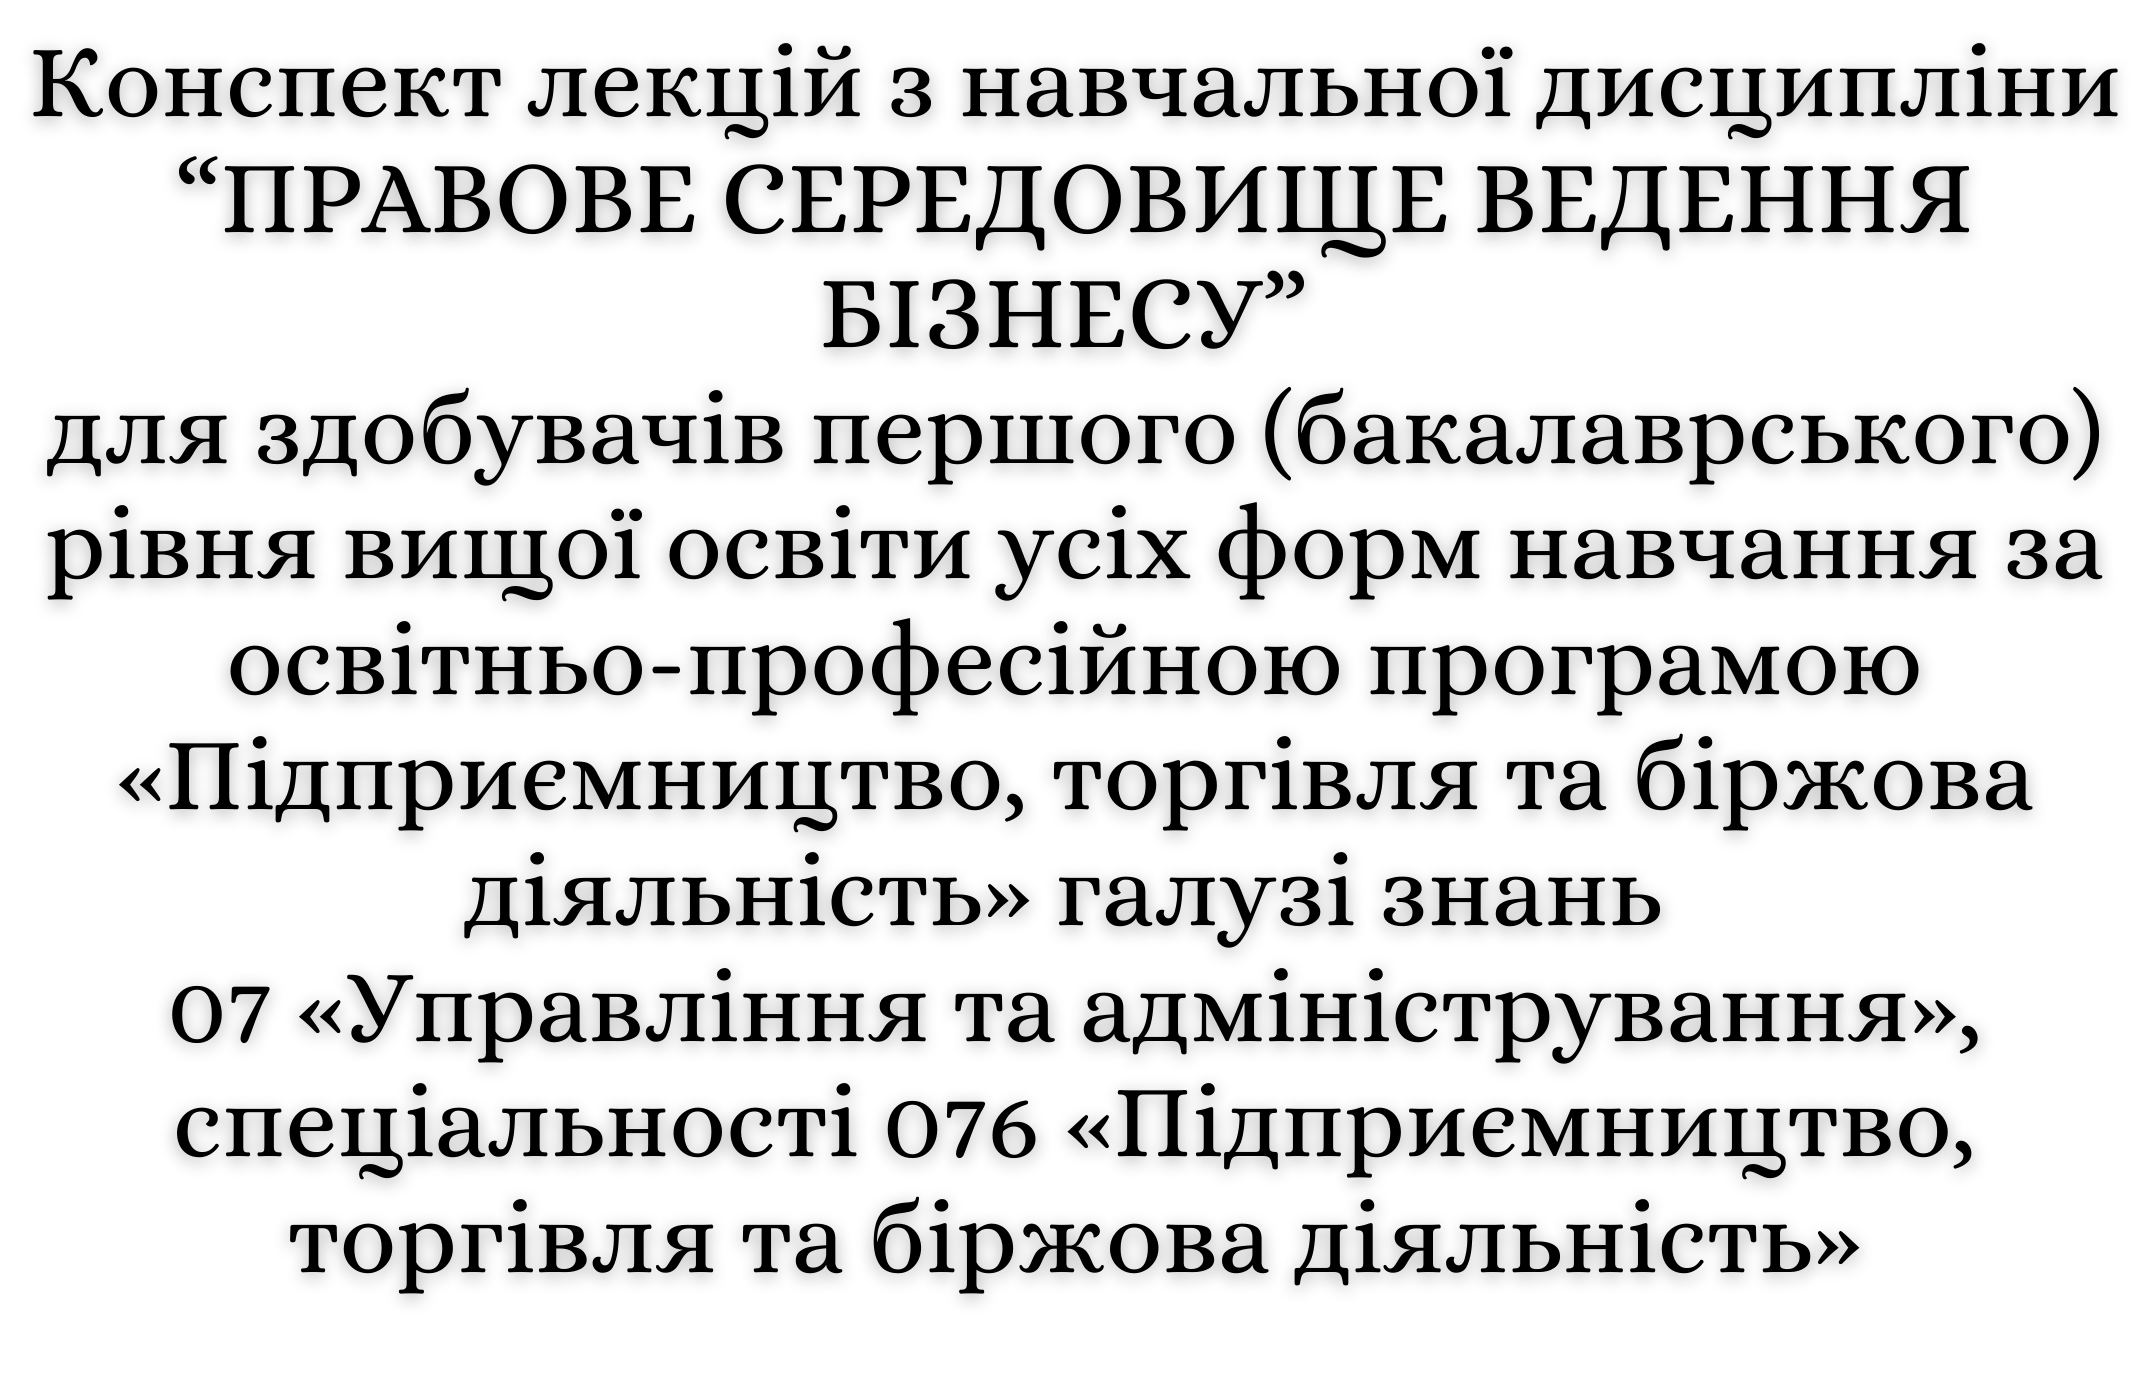 Конспект лекцій з навчальної дисципліни
“ПРАВОВЕ СЕРЕДОВИЩЕ ВЕДЕННЯ
БІЗНЕСУ”
для здобувачів першого (бакалаврського)
рівня вищої освіти усіх форм навчання за
освітньо-професійною програмою
«Підприємництво, торгівля та біржова
діяльність» галузі знань
07 «Управління та адміністрування»,
спеціальності 076 «Підприємництво,
торгівля та біржова діяльність»